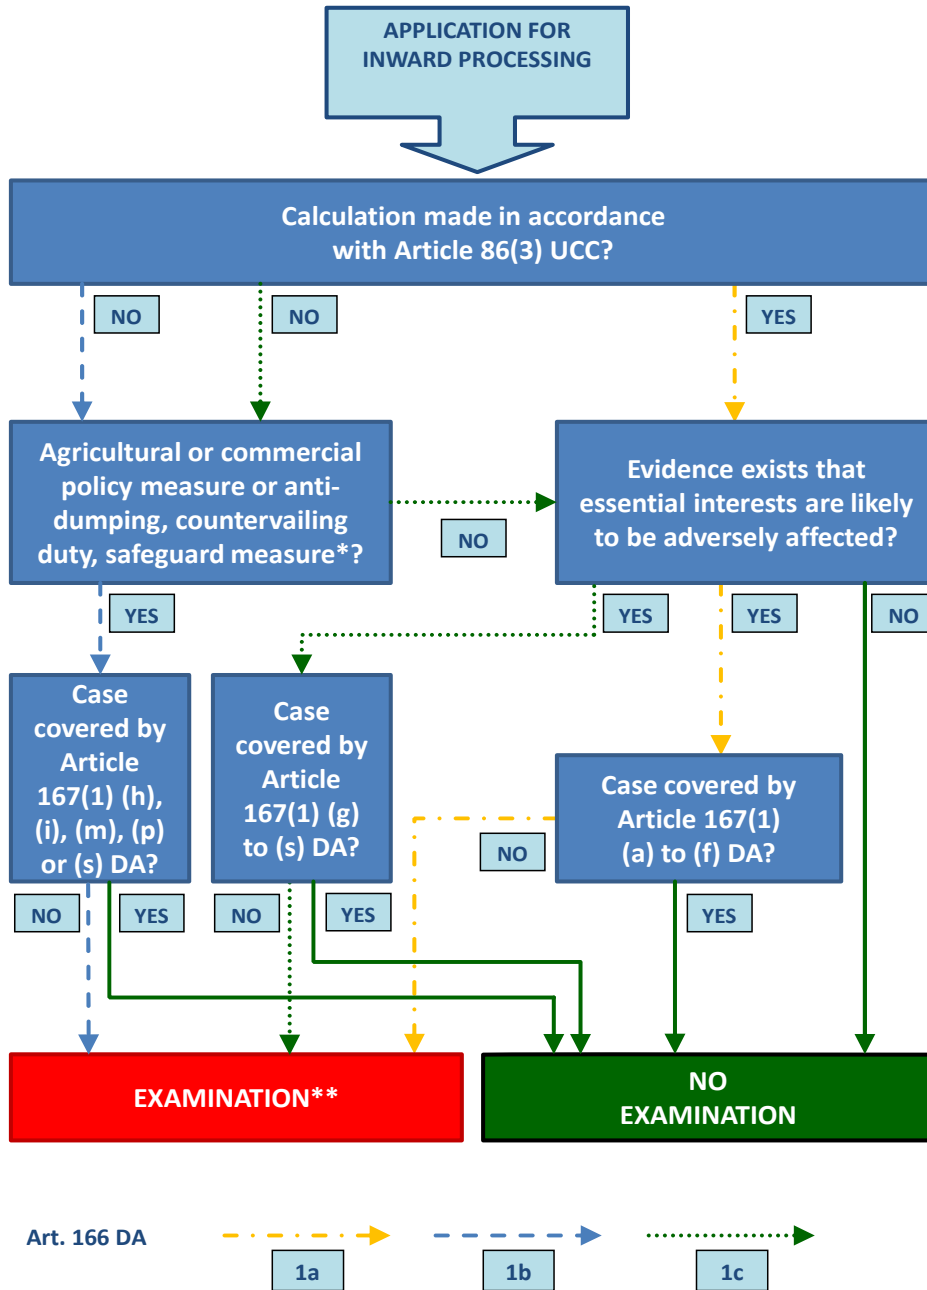 APPLICATION FOR
INWARD PROCESSING
Calculation made in accordance
with Article 86(3) UCC?
NO
NO
YES
Agricultural or commercial
policy measure or anti-
dumping, countervailing
duty, safeguard measure*?
NO
Evidence exists that
essential interests are likely
to be adversely affected?
YES
YES
YES
NO
Case
covered by
Article
167(1) (h),
(i), (m), (p)
or (s) DA?
Case
covered by
Article
167(1) (g)
to (s) DA?
Case covered by
Article 167(1)
(a) to (f) DA?
NO
NO
YES
NO
YES
YES
EXAMINATION**
NO
EXAMINATION
Art. 166 DA
1a
1b
1c